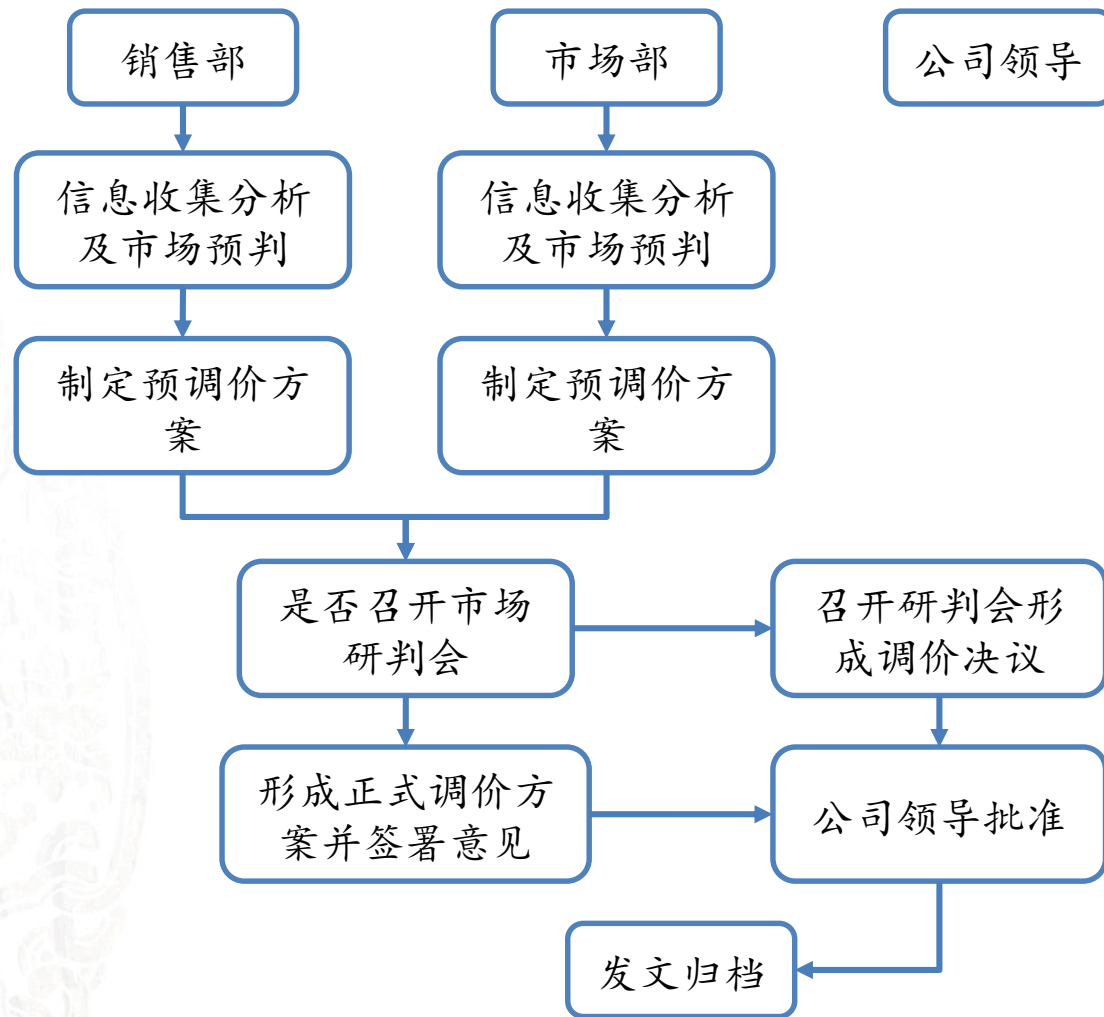 销售部
市场部
公司领导
信息收集分析
及市场预判
信息收集分析
及市场预判
制定预调价方
案
制定预调价方
案
是否召开市场
研判会
召开研判会形
成调价决议
形成正式调价方
案并签署意见
公司领导批准
发文归档